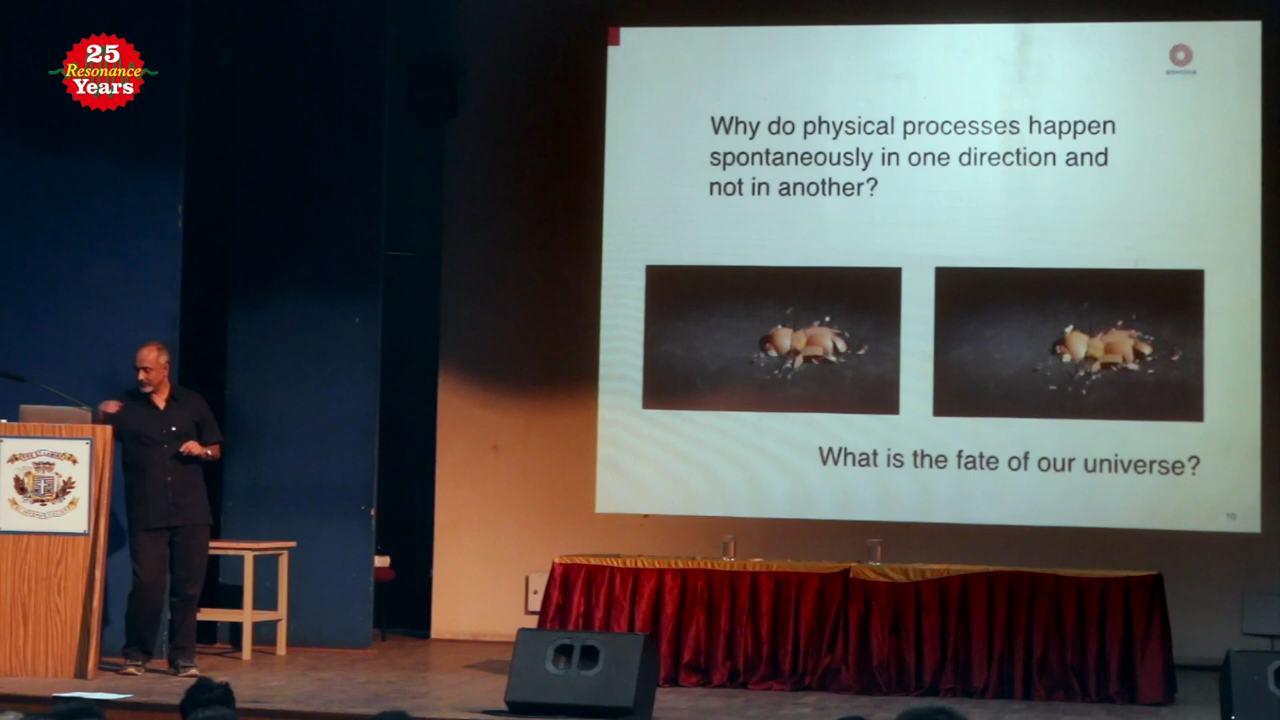 25
Resonance
Years
Why do physical processes happen
spontaneously in one direction and
not in another?
What is the fate of our universe?
10